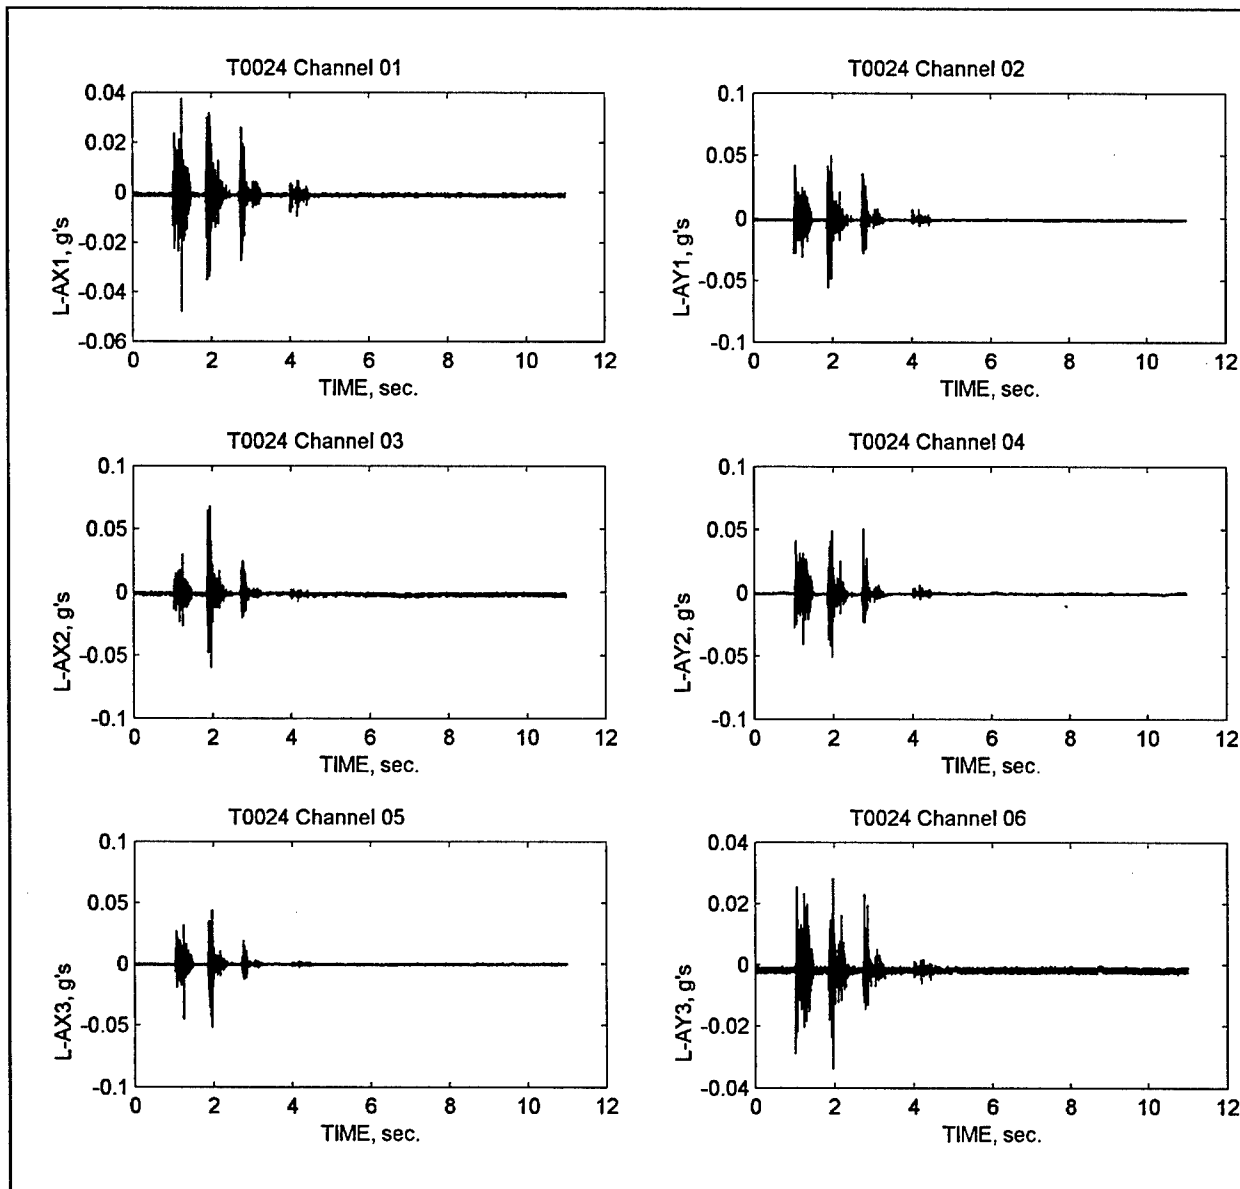 T0024 Channel 01
0.04
0.02
0
-0.02
-0.04
-0.06
L-AX1, g's
0 2 4 6 8 10 12
TIME, sec.
T0024 Channel 02
0.1
0.05
0
-0.05
-0.1
L-AY1, g's
0 2 4 6 8 10 12
TIME, sec.
T0024 Channel 03
0.1
0.05
0
-0.05
-0.1
L-AX2, g's
0 2 4 6 8 10 12
TIME, sec.
T0024 Channel 04
0.1
0.05
0
-0.05
-0.1
L-AY2, g's
0 2 4 6 8 10 12
TIME, sec.
T0024 Channel 05
0.1
0.05
0
-0.05
-0.1
L-AX3, g's
0 2 4 6 8 10 12
TIME, sec.
T0024 Channel 06
0.04
0.02
0
-0.02
-0.04
L-AY3, g's
0 2 4 6 8 10 12
TIME, sec.